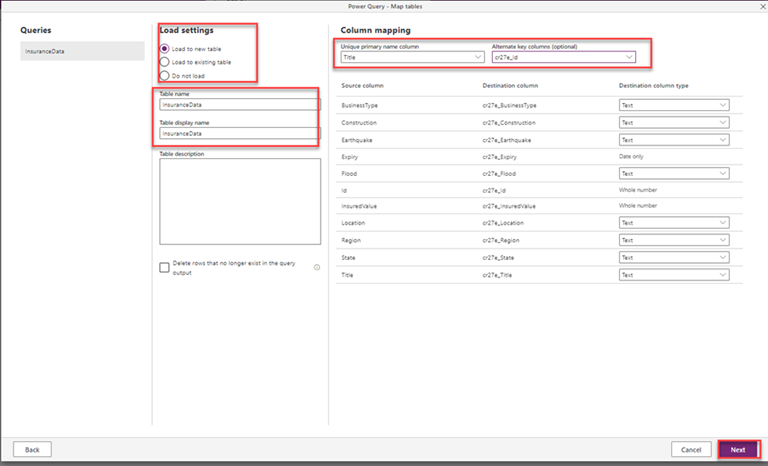 Power Query - Map tables
Queries
InsuranceData
Load settings
Load to new table
Load to existing table
Do not load
Table name
InsuranceData
Table display name
InsuranceData
Table description
Delete rows that no longer exist in the query
output
Column mapping
Unique primary name column Alternate key columns (optional)
Title cr27e_Id
Source column Destination column Destination column type
BusinessType cr27e_BusinessType Text
Construction cr27e_Construction Text
Earthquake cr27e_Earthquake Text
Expiry cr27e_Expiry Date only
Flood cr27e_Flood Text
Id cr27e_Id Whole number
InsuredValue cr27e_InsuredValue Whole number
Location cr27e_Location Text
Region cr27e_Region Text
State cr27e_State Text
Title cr27e_Title Text
Back Cancel Next